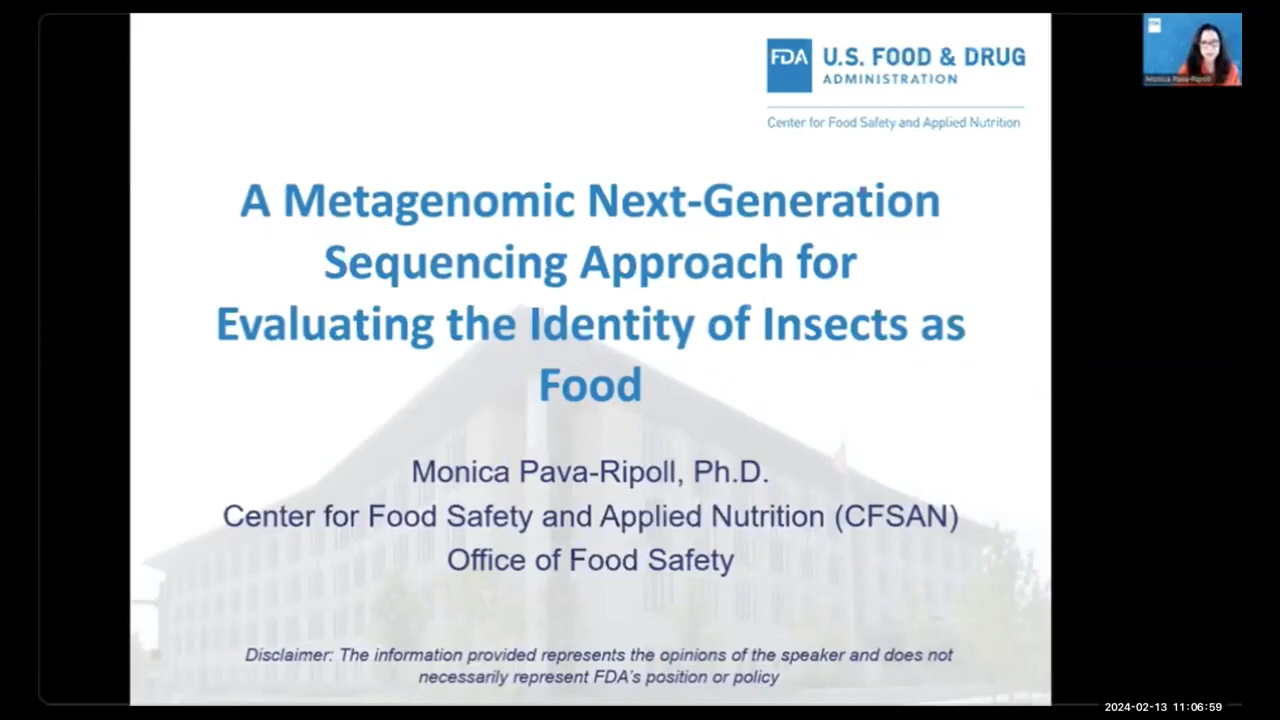 FDA U.S. FOOD & DRUG
ADMINISTRATION
Center for Food Safety and Applied Nutrition
Monica Pava-Ripoll
A Metagenomic Next-Generation
Sequencing Approach for
Evaluating the Identity of Insects as
Food
Monica Pava-Ripoll, Ph.D.
Center for Food Safety and Applied Nutrition (CFSAN)
Office of Food Safety
Disclaimer: The information provided represents the opinions of the speaker and does not
necessarily represent FDA's position or policy
2024-02-13 11:06:59